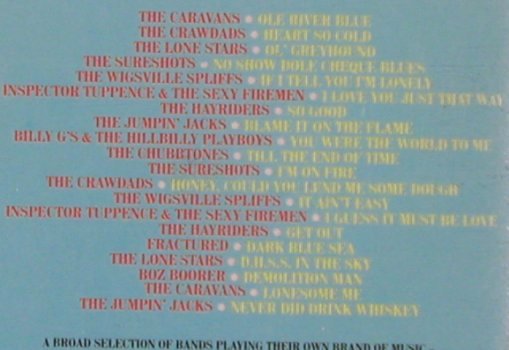 THE CARAVANS • OLE RIVER BLUE
THE CRAWDADS • HEART SO COLD
THE LONE STARS • OL' GREYHOUND
THE SURESHOTS • NO SHOW DOLE CHEQUE BLUES
THE WIGSVILLE SPLIFFS • IF I TELL YOU I'M LONELY
INSPECTOR TUPPENCE & THE SEXY FIREMEN • I LOVE YOU JUST THAT WAY
THE HAYRIDERS • SO GOOD
THE JUMPIN' JACKS • BLAME IT ON THE FLAME
BILLY G'S & THE HILLBILLY PLAYBOYS • YOU WERE THE WORLD TO ME
THE CHUBBTONES • TILL THE END OF TIME
THE SURESHOTS • I'M ON FIRE
THE CRAWDADS • HONEY, COULD YOU LEND ME SOME DOUGH
THE WIGSVILLE SPLIFFS • IT AIN'T EASY
INSPECTOR TUPPENCE & THE SEXY FIREMEN • I GUESS IT MUST BE LOVE
THE HAYRIDERS • GET OUT
FRACTURED • DARK BLUE SEA
THE LONE STARS • D.H.S.S. IN THE SKY
BOZ BOORER • DEMOLITION MAN
THE CARAVANS • LONESOME ME
THE JUMPIN' JACKS • NEVER DID DRINK WHISKEY
A BROAD SELECTION OF BANDS PLAYING THEIR OWN BRAND OF MUSIC –